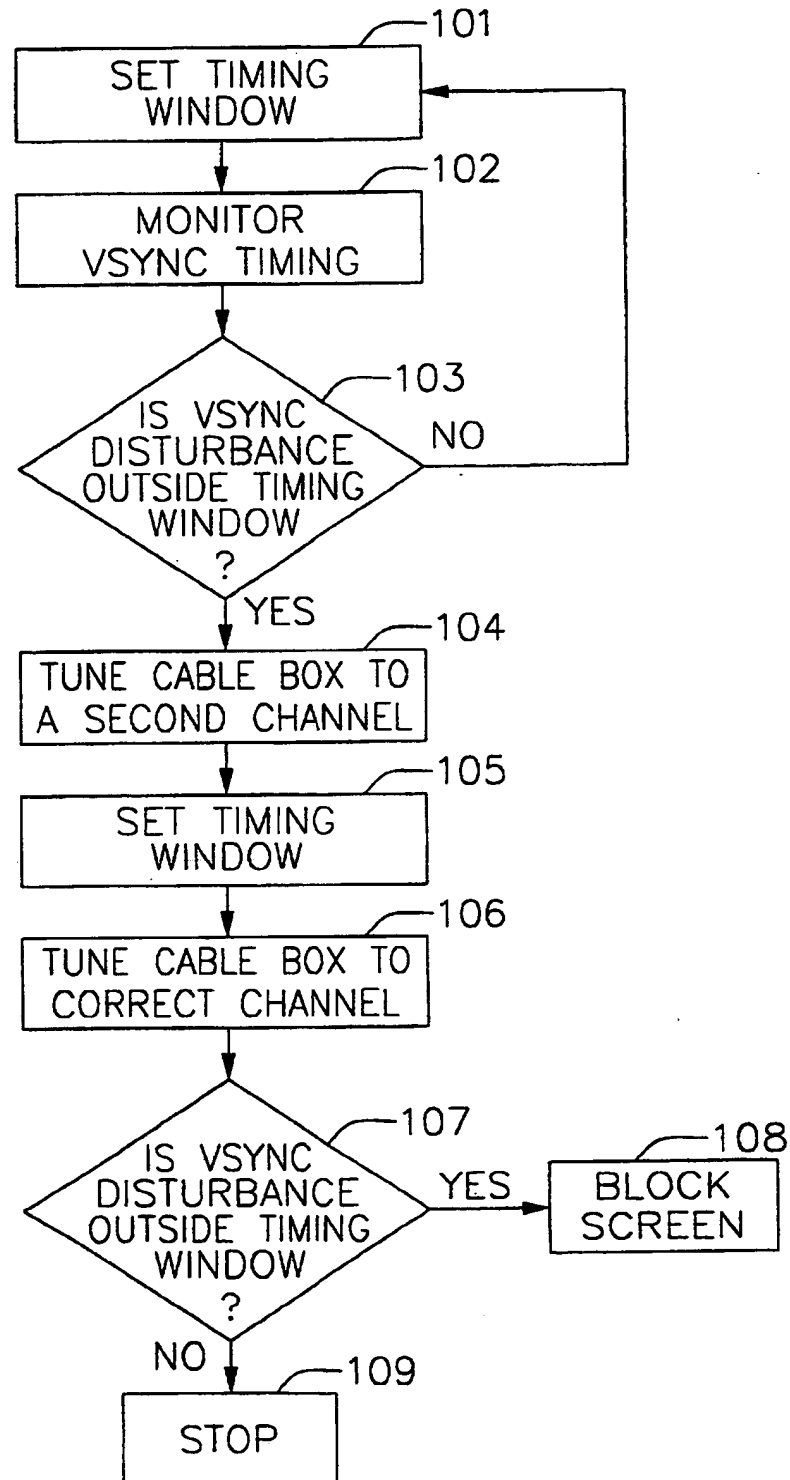 101
SET TIMING
WINDOW
102
MONITOR
VSYNC TIMING
103
IS VSYNC
DISTURBANCE
OUTSIDE TIMING
WINDOW
?
NO
YES
104
TUNE CABLE BOX TO
A SECOND CHANNEL
105
SET TIMING
WINDOW
106
TUNE CABLE BOX TO
CORRECT CHANNEL
107
IS VSYNC
DISTURBANCE
OUTSIDE TIMING
WINDOW
?
YES
108
BLOCK
SCREEN
NO
109
STOP